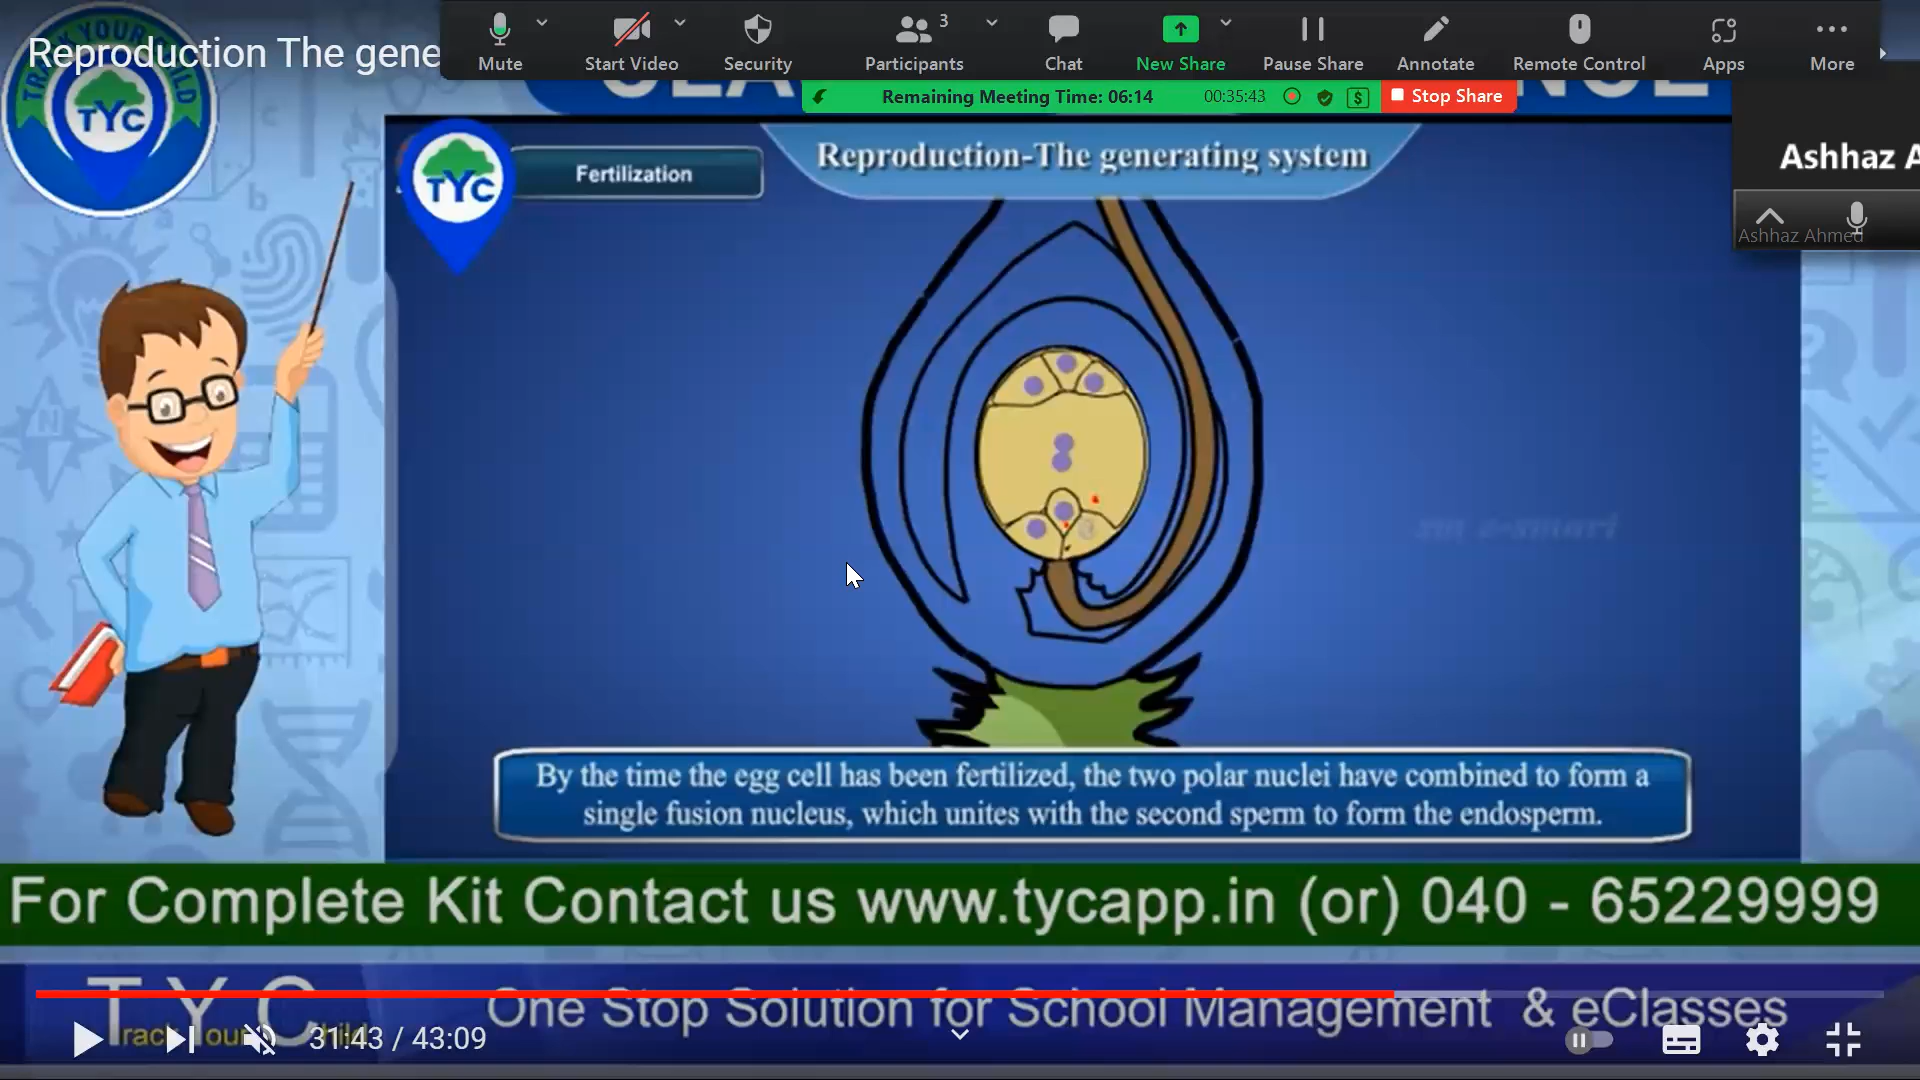 Reproduction The gene
Mute
Start Video
Security
Participants
3
Chat
New Share
Pause Share
Annotate
Remote Control
Apps
More
Remaining Meeting Time: 06:14
00:35:43
Stop Share
TRACK YOUR CHILD
TYC
Ashhaz A
Ashhaz Ahmed
TYC
Fertilization
Reproduction-The generating system
By the time the egg cell has been fertilized, the two polar nuclei have combined to form a
single fusion nucleus, which unites with the second sperm to form the endosperm.
For Complete Kit Contact us www.tycapp.in (or) 040 - 65229999
T Y C
One Stop Solution for School Management & eClasses
31:43 / 43:09